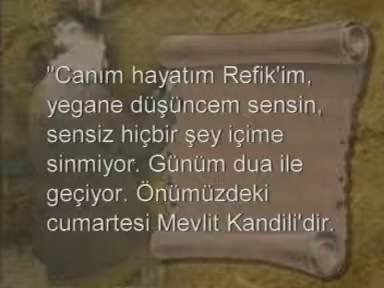 "Canım hayatım Refik'im,
yegane düşüncem sensin,
sensiz hiçbir şey içime
sinmiyor. Günüm dua ile
geçiyor. Önümüzdeki
cumartesi Mevlit Kandili'dir.